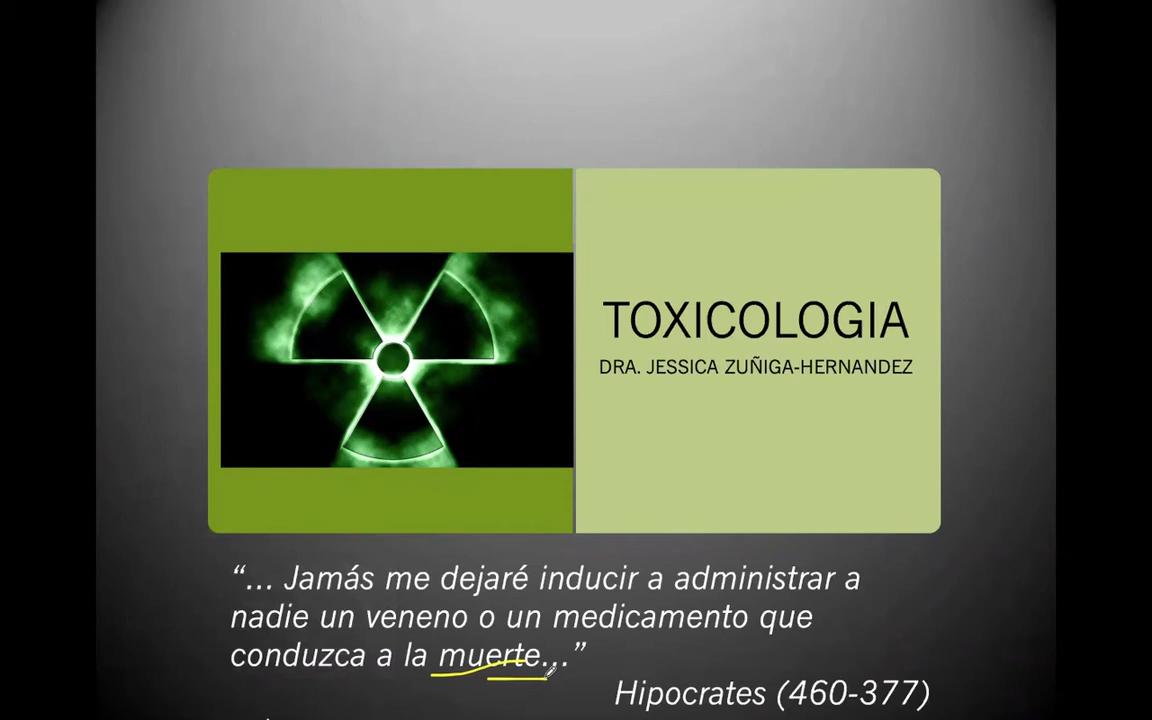 TOXICOLOGIA
DRA. JESSICA ZUÑIGA-HERNANDEZ
“... Jamás me dejaré inducir a administrar a
nadie un veneno o un medicamento que
conduzca a la muerte...”
Hipocrates (460-377)